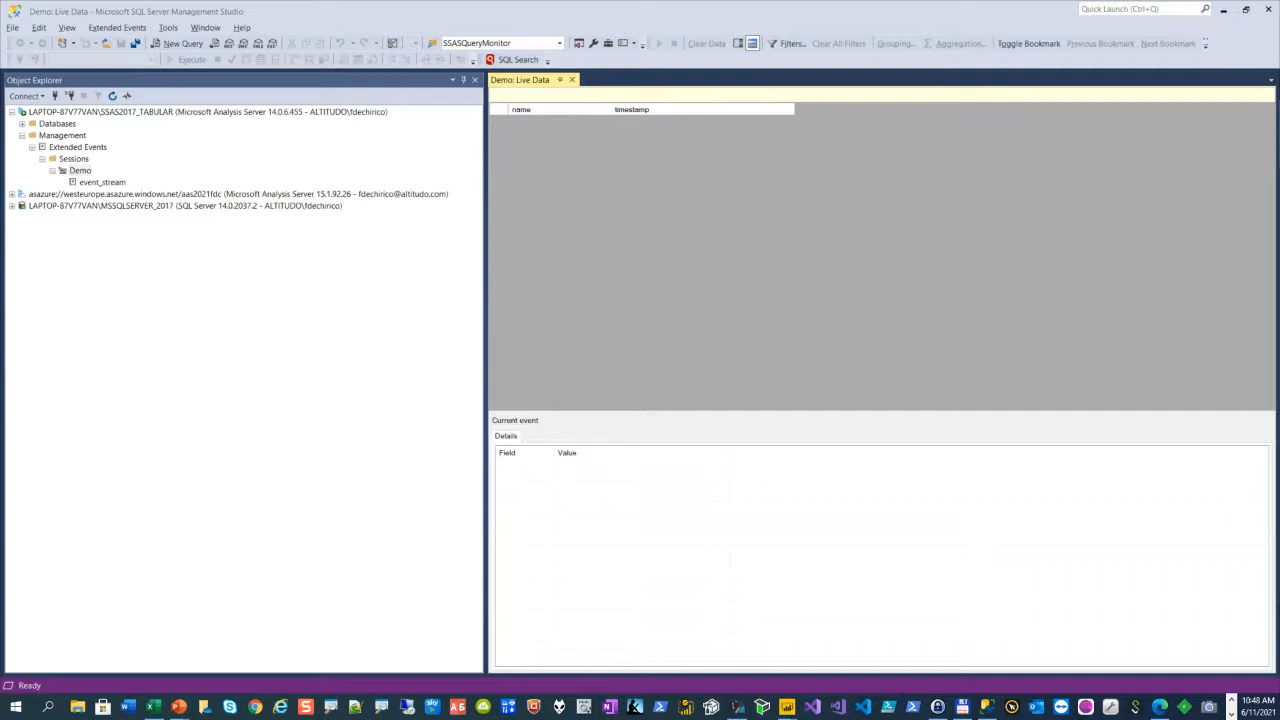 Demo: Live Data - Microsoft SQL Server Management Studio
Quick Launch (Ctrl+Q)
File Edit View Extended Events Tools Window Help
New Query SSASQueryMonitor Clear Data Filters... Clear All Filters Grouping... Aggregation... Toggle Bookmark Previous Bookmark Next Bookmark
Execute SQL Search
Object Explorer
Demo: Live Data
Connect
name timestamp
LAPTOP-87V77VAN\SSAS2017_TABULAR (Microsoft Analysis Server 14.0.6.455 - ALTITUDO\fdechirico)
Databases
Management
Extended Events
Sessions
Demo
event_stream
asazure://westeurope.asazure.windows.net/aas2021fdc (Microsoft Analysis Server 15.1.92.26 - fdechirico@altitudo.com)
LAPTOP-87V77VAN\MSSQLSERVER_2017 (SQL Server 14.0.2037.2 - ALTITUDO\fdechirico)
Current event
Details
Field Value
Ready
10:48 AM
6/11/2021